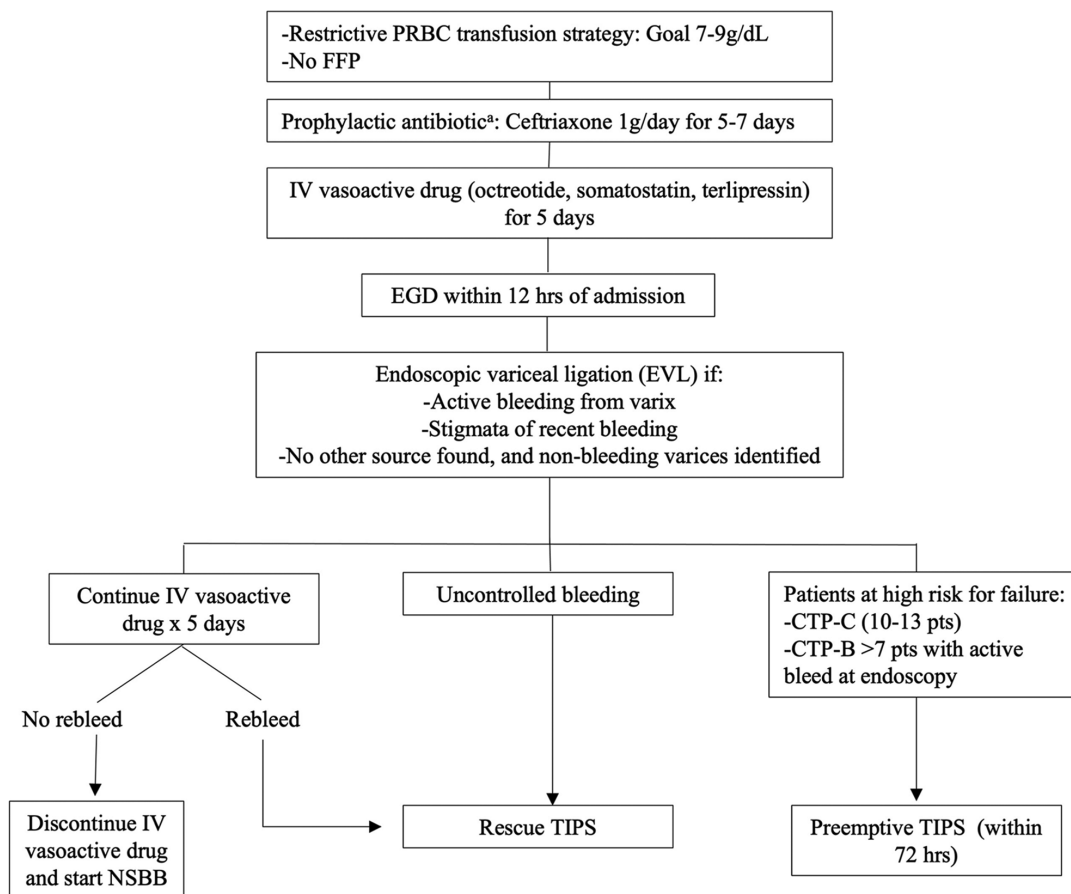 -Restrictive PRBC transfusion strategy: Goal 7-9g/dL
-No FFP
Prophylactic antibioticᵃ: Ceftriaxone 1g/day for 5-7 days
IV vasoactive drug (octreotide, somatostatin, terlipressin)
for 5 days
EGD within 12 hrs of admission
Endoscopic variceal ligation (EVL) if:
-Active bleeding from varix
-Stigmata of recent bleeding
-No other source found, and non-bleeding varices identified
Continue IV vasoactive
drug x 5 days
Uncontrolled bleeding
Patients at high risk for failure:
-CTP-C (10-13 pts)
-CTP-B >7 pts with active
bleed at endoscopy
No rebleed
Rebleed
Discontinue IV
vasoactive drug
and start NSBB
Rescue TIPS
Preemptive TIPS (within
72 hrs)